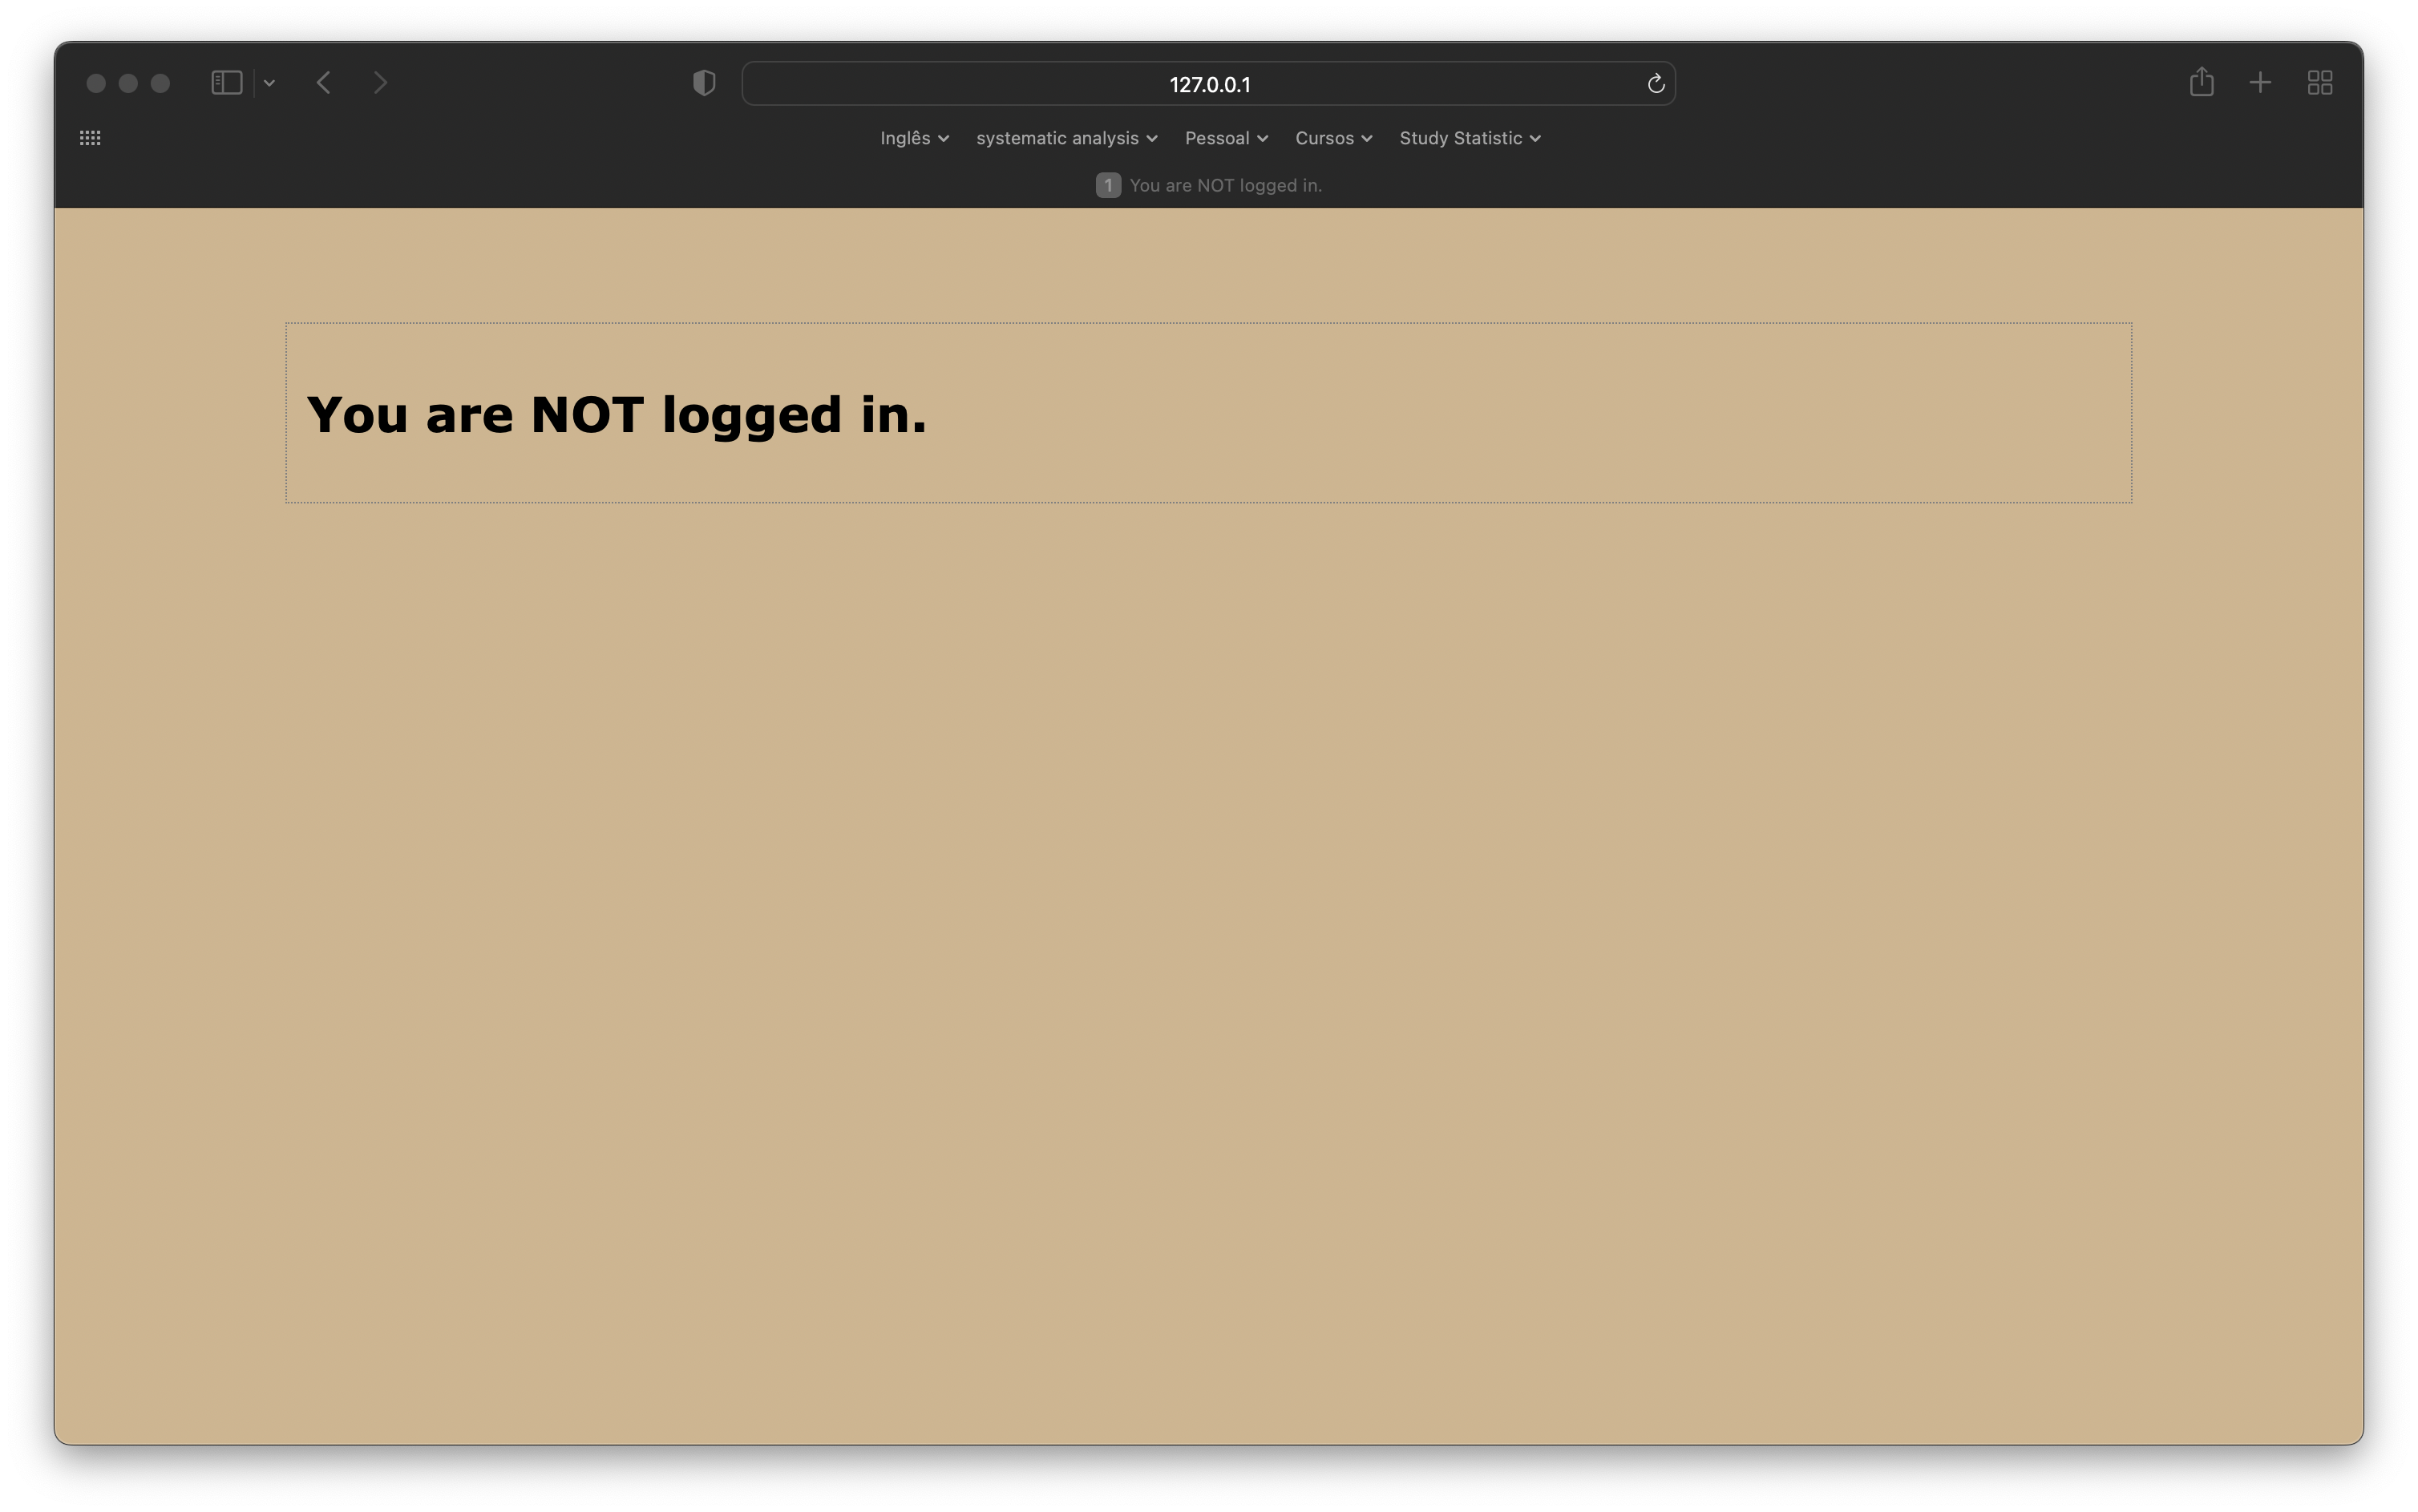 127.0.0.1
Inglês systematic analysis Pessoal Cursos Study Statistic
1 You are NOT logged in.
You are NOT logged in.